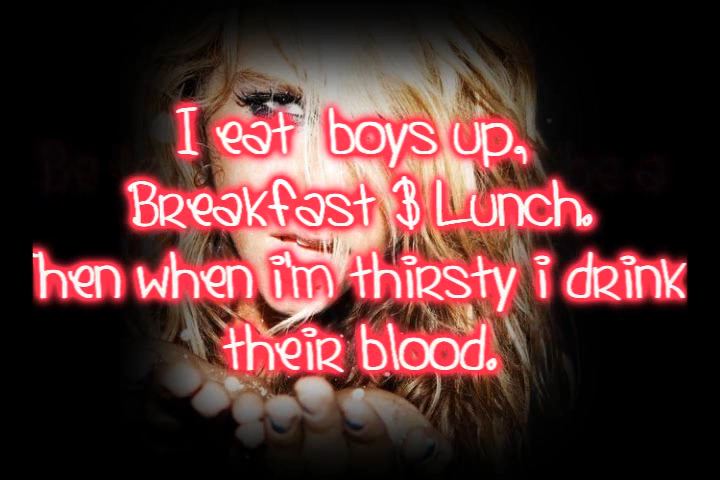 I eat boys up,
Breakfast & Lunch.
hen when i'm thirsty i drink
their blood.